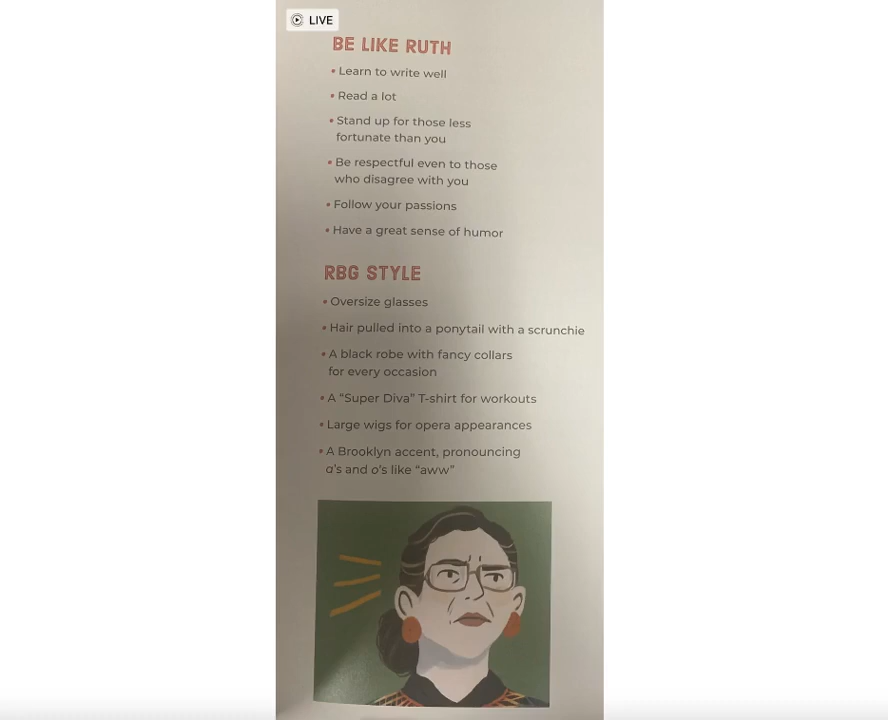 LIVE
BE LIKE RUTH
• Learn to write well
• Read a lot
• Stand up for those less
fortunate than you
• Be respectful even to those
who disagree with you
• Follow your passions
• Have a great sense of humor
RBG STYLE
• Oversize glasses
• Hair pulled into a ponytail with a scrunchie
• A black robe with fancy collars
for every occasion
• A “Super Diva” T-shirt for workouts
• Large wigs for opera appearances
• A Brooklyn accent, pronouncing
a's and o's like “aww”